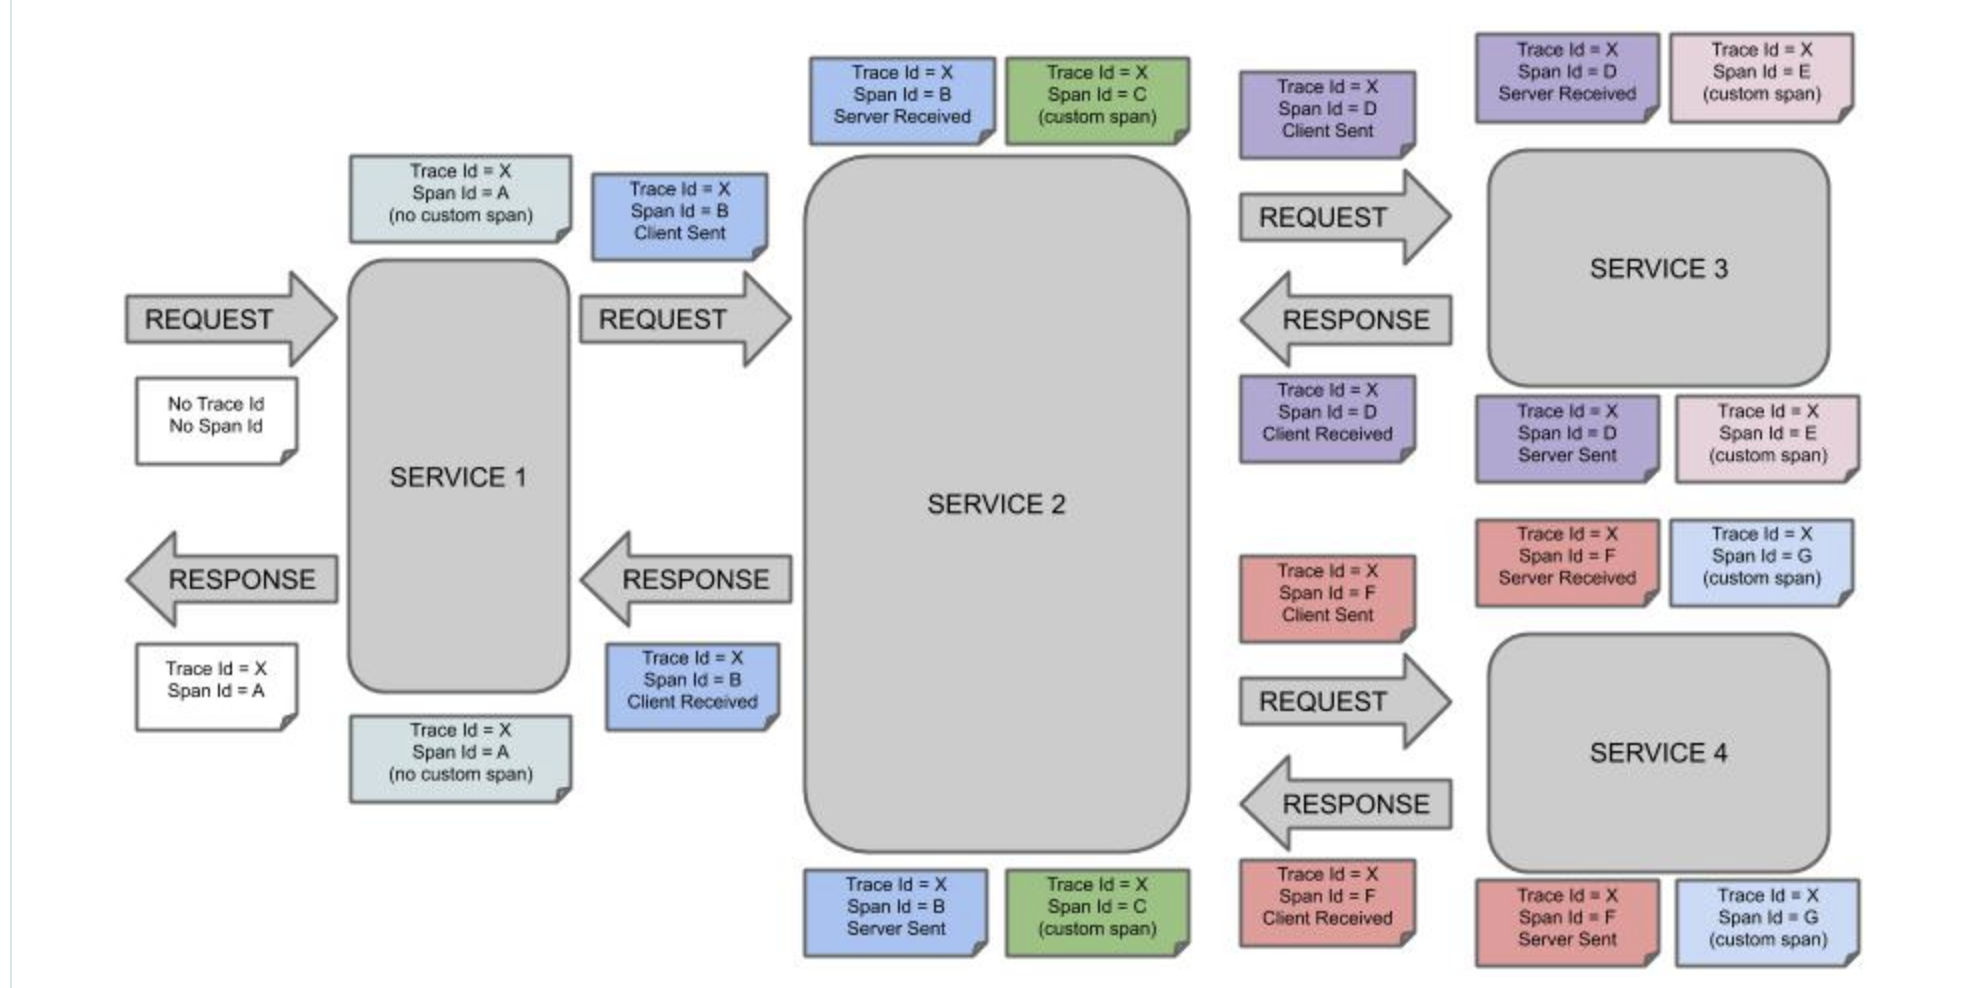 Trace Id = X
Span Id = A
(no custom span)
REQUEST
No Trace Id
No Span Id
SERVICE 1
RESPONSE
Trace Id = X
Span Id = A
Trace Id = X
Span Id = A
(no custom span)
Trace Id = X
Span Id = B
Client Sent
REQUEST
RESPONSE
Trace Id = X
Span Id = B
Client Received
Trace Id = X
Span Id = B
Server Received
Trace Id = X
Span Id = C
(custom span)
SERVICE 2
Trace Id = X
Span Id = B
Server Sent
Trace Id = X
Span Id = C
(custom span)
Trace Id = X
Span Id = D
Client Sent
REQUEST
RESPONSE
Trace Id = X
Span Id = D
Client Received
Trace Id = X
Span Id = D
Server Received
Trace Id = X
Span Id = E
(custom span)
SERVICE 3
Trace Id = X
Span Id = D
Server Sent
Trace Id = X
Span Id = E
(custom span)
Trace Id = X
Span Id = F
Client Sent
REQUEST
RESPONSE
Trace Id = X
Span Id = F
Client Received
Trace Id = X
Span Id = F
Server Received
Trace Id = X
Span Id = G
(custom span)
SERVICE 4
Trace Id = X
Span Id = F
Server Sent
Trace Id = X
Span Id = G
(custom span)